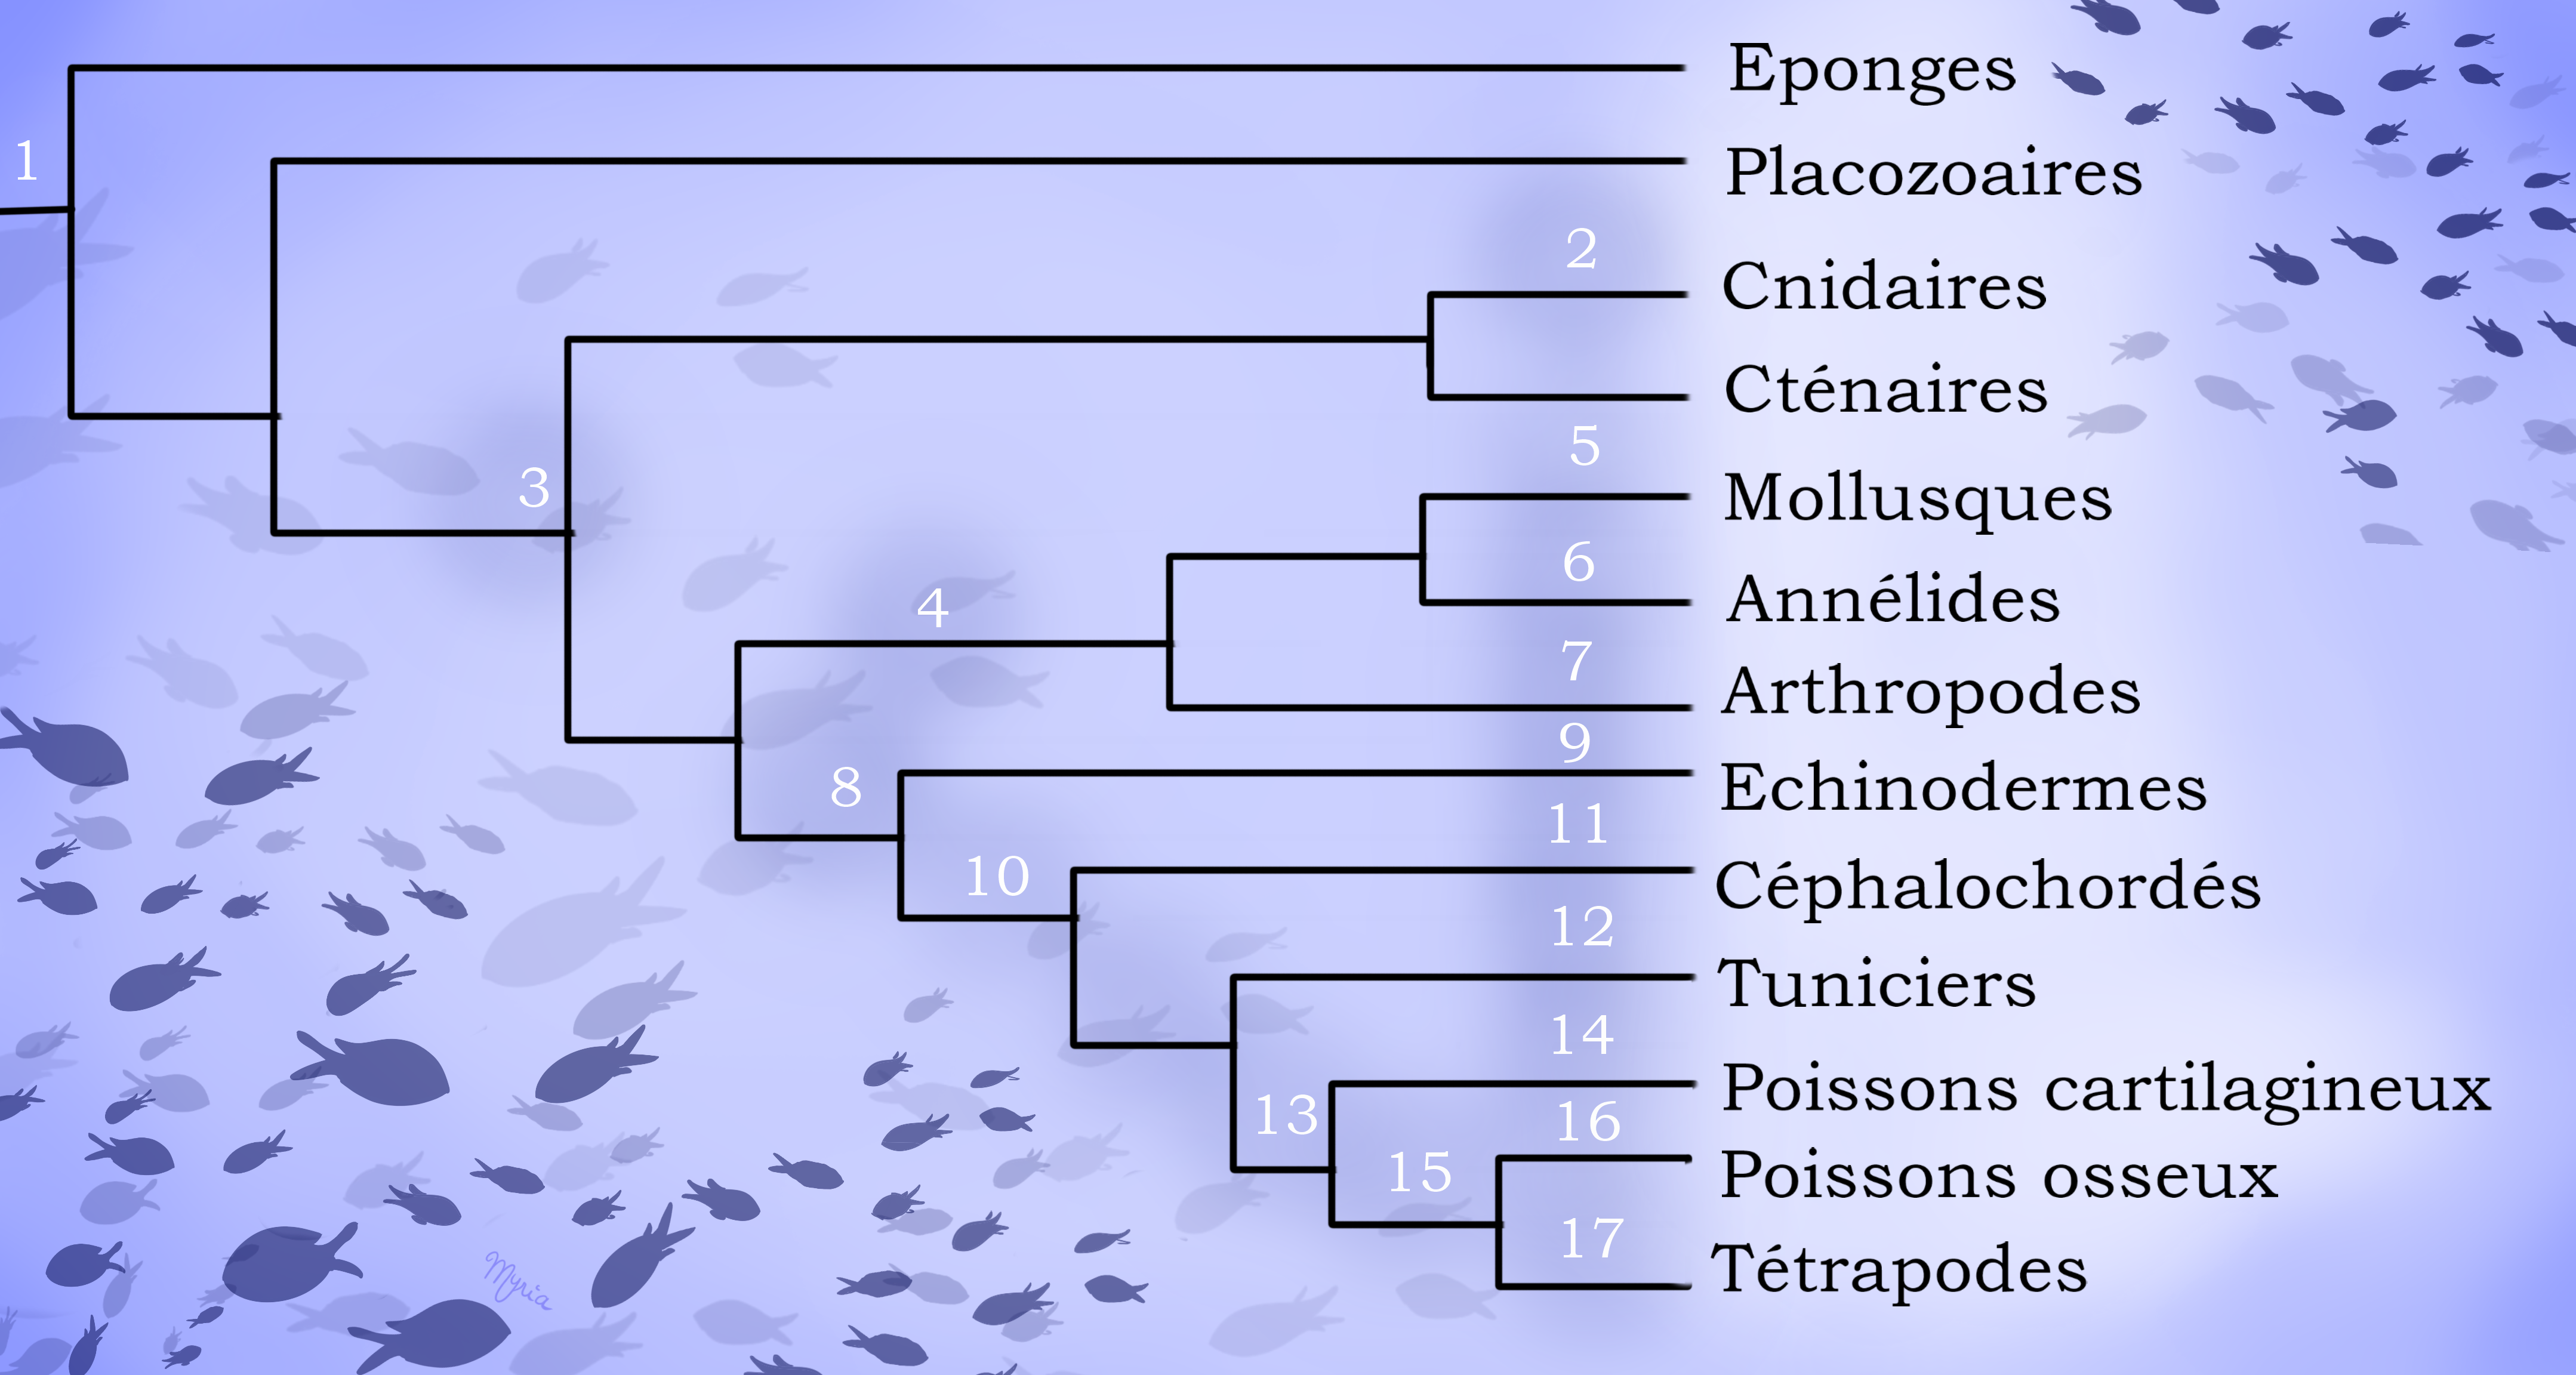 Eponges
1
Placozoaires
2
Cnidaires
Cténaires
5
3
Mollusques
6
4
Annélides
7
Arthropodes
9
8
Echinodermes
11
10
Céphalochordés
12
Tuniciers
14
13
Poissons cartilagineux
16
15
Poissons osseux
17
Tétrapodes
Myria